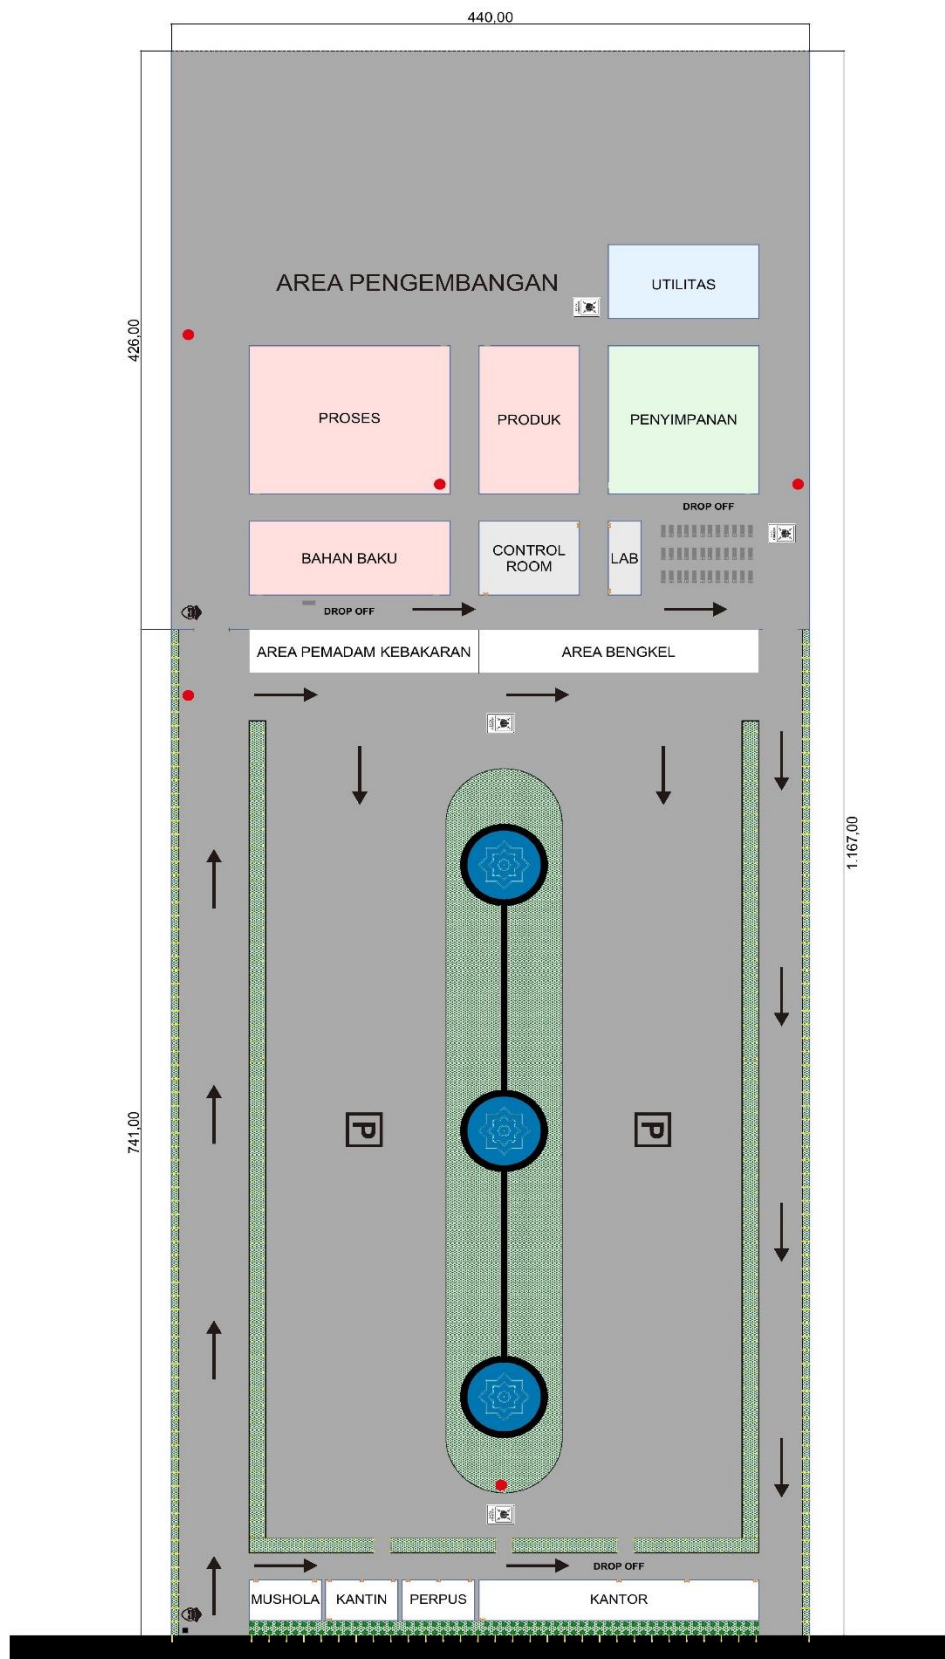 440,00
AREA PENGEMBANGAN
UTILITAS
426,00
PROSES
PRODUK
PENYIMPANAN
DROP OFF
BAHAN BAKU
CONTROL
ROOM
LAB
DROP OFF
AREA PEMADAM KEBAKARAN
AREA BENGKEL
1.167,00
741,00
P
P
DROP OFF
MUSHOLA
KANTIN
PERPUS
KANTOR